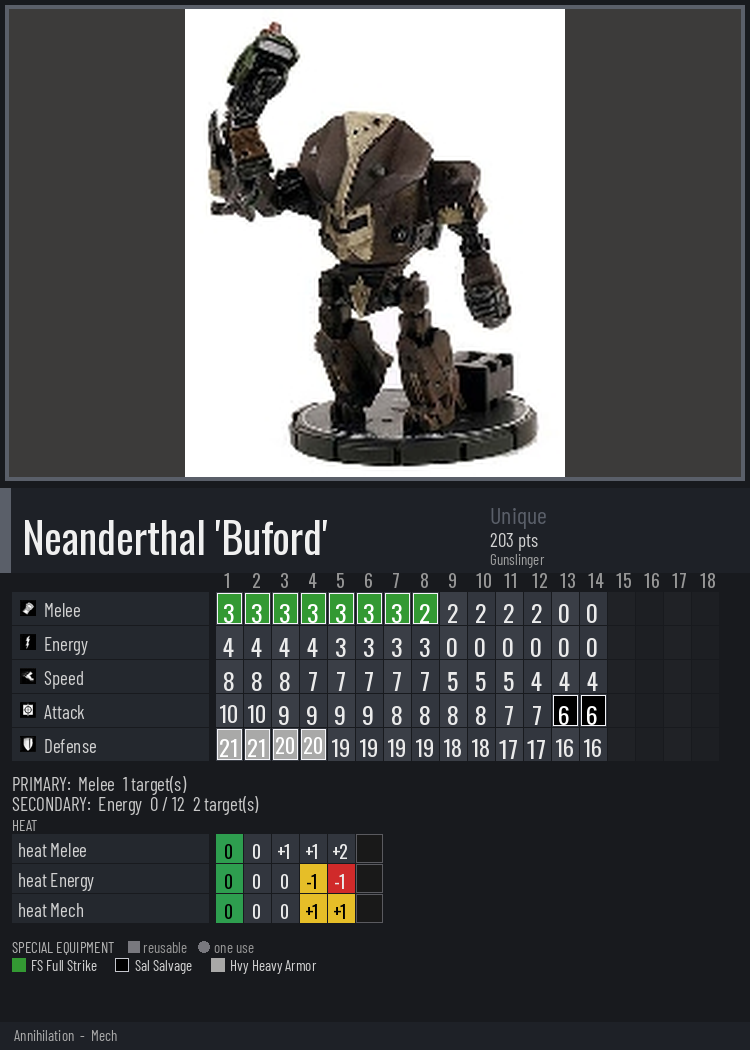 Neanderthal 'Buford'
Unique
203 pts
Gunslinger
1 2 3 4 5 6 7 8 9 10 11 12 13 14 15 16 17 18
Melee 3 3 3 3 3 3 3 2 2 2 2 2 0 0
Energy 4 4 4 4 3 3 3 3 0 0 0 0 0 0
Speed 8 8 8 7 7 7 7 7 5 5 5 4 4 4
Attack 10 10 9 9 9 9 8 8 8 8 7 7 6 6
Defense 21 21 20 20 19 19 19 19 18 18 17 17 16 16
PRIMARY: Melee 1 target(s)
SECONDARY: Energy 0 / 12 2 target(s)
HEAT
heat Melee 0 0 +1 +1 +2
heat Energy 0 0 0 -1 -1
heat Mech 0 0 0 +1 +1
SPECIAL EQUIPMENT reusable one use
FS Full Strike Sal Salvage Hvy Heavy Armor
Annihilation - Mech